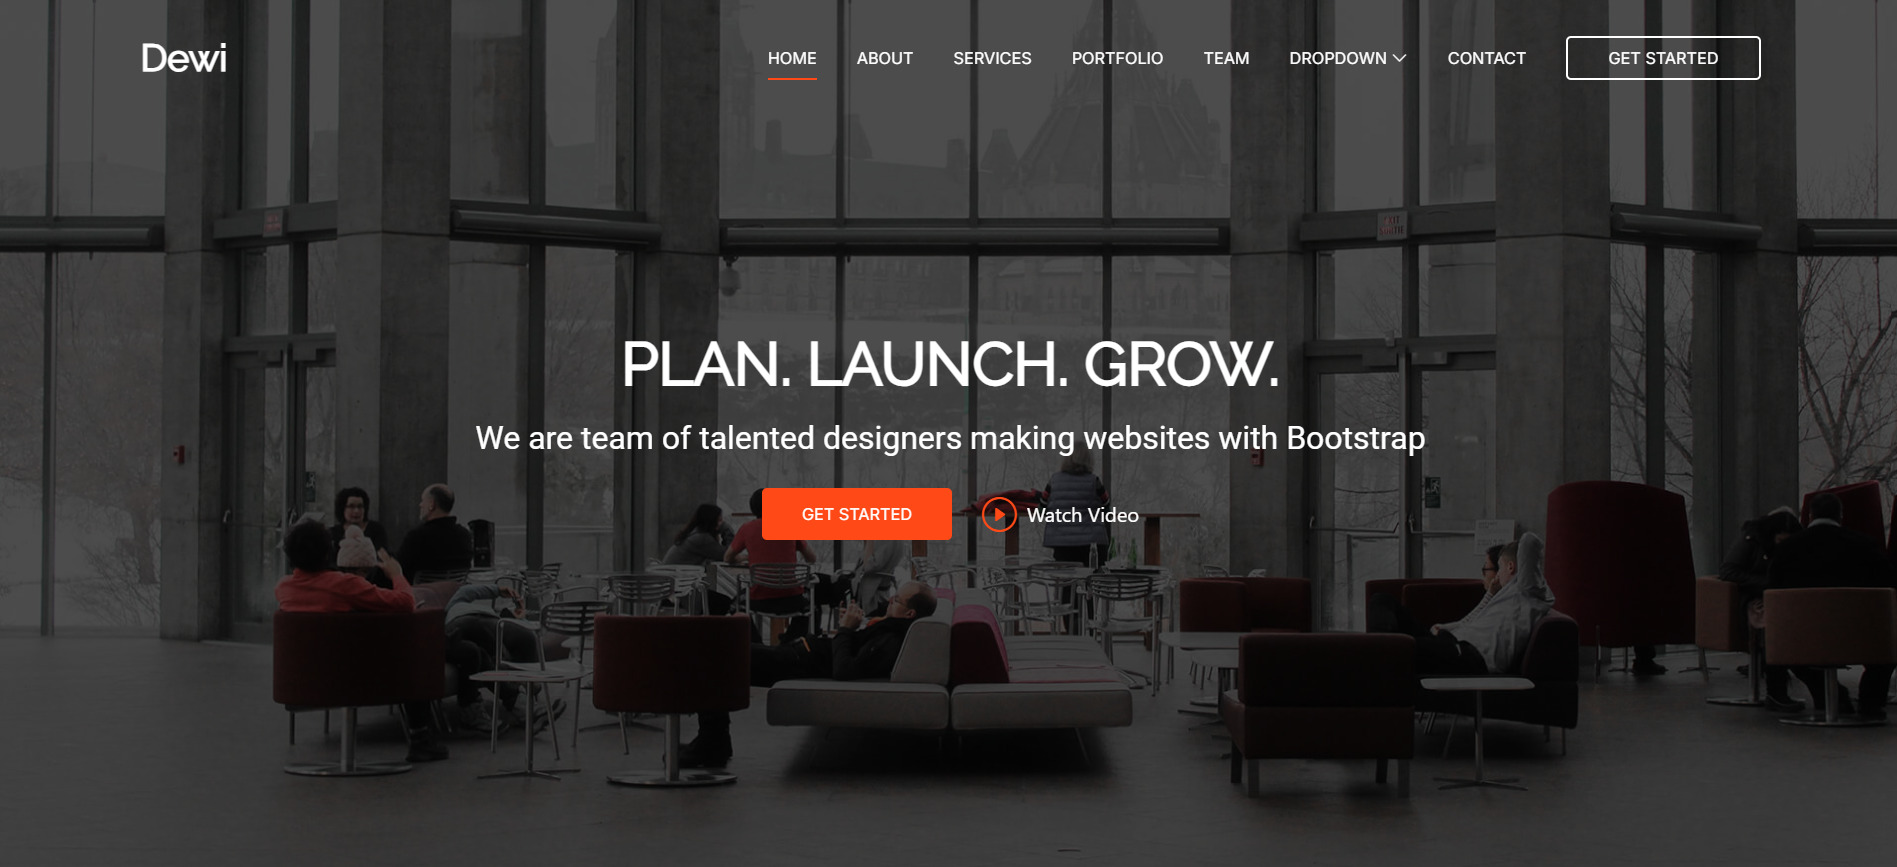 Dewi
HOME ABOUT SERVICES PORTFOLIO TEAM DROPDOWN CONTACT GET STARTED
EXIT
PLAN. LAUNCH. GROW.
We are team of talented designers making websites with Bootstrap
GET STARTED Watch Video